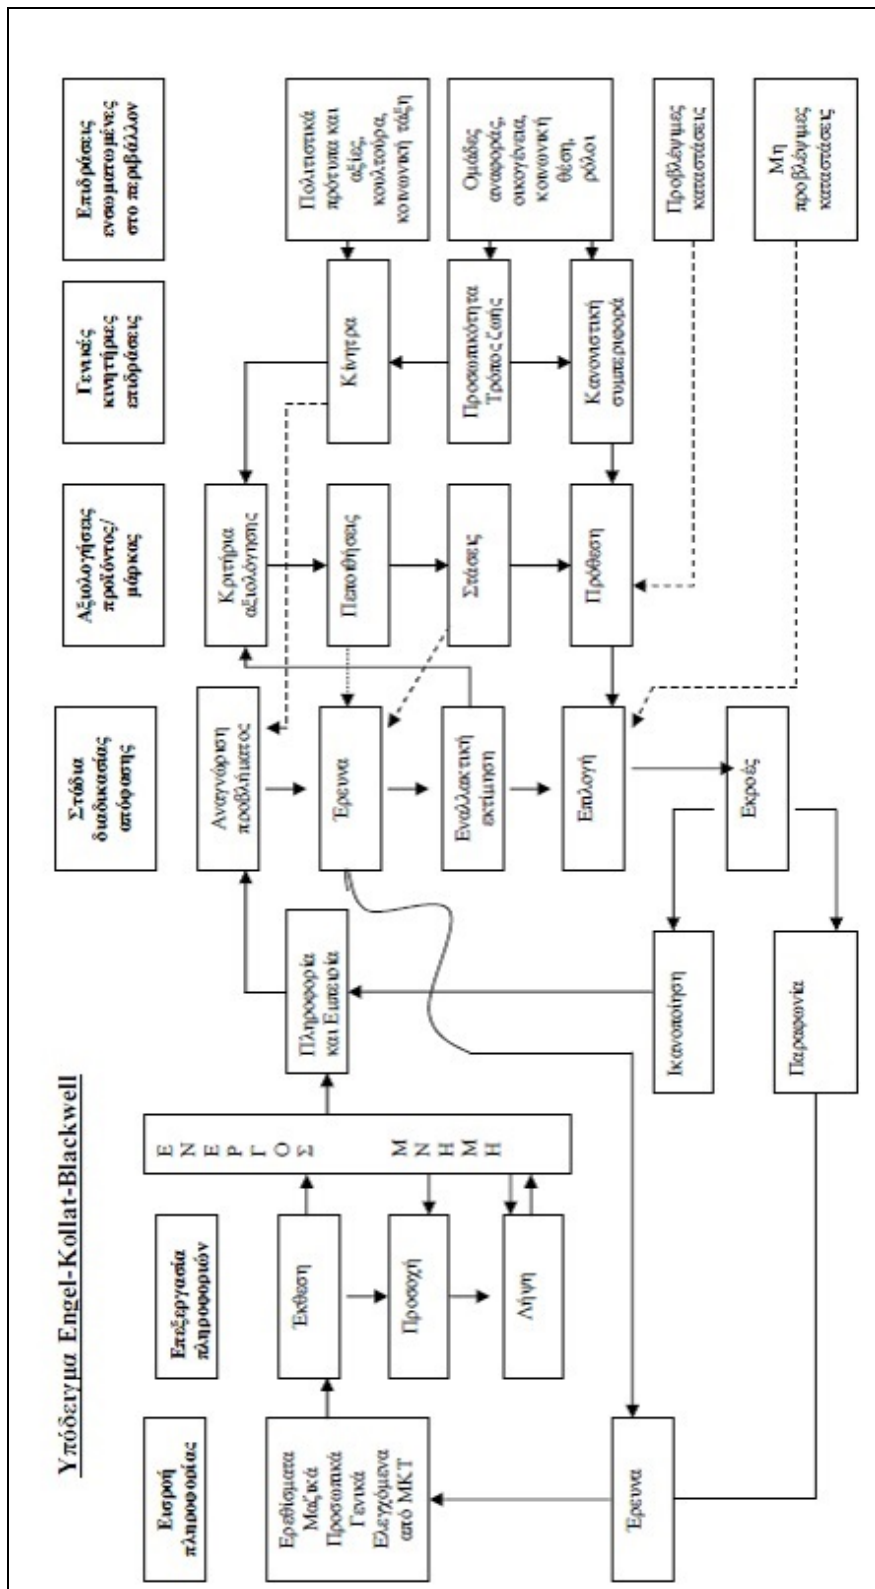 Υπόδειγμα Engel-Kollat-Blackwell
Εισροή
πληροφορίας
Επεξεργασία
πληροφοριών
Στάδια
διαδικασίας
απόφασης
Αξιολογήσεις
προϊόντος/
μάρκας
Γενικές
κινητήριες
επιδράσεις
Επιδράσεις
ενσωματωμένες
στο περιβάλλον
Ερεθίσματα
Μαζικά
Προσωπικά
Γενικά
Ελεγχόμενα
από ΜΚΤ
Έρευνα
Έκθεση
Προσοχή
Λήψη
Ε
Ν
Ε
Ρ
Γ
Ο
Σ
Μ
Ν
Η
Μ
Η
Πληροφορία
και Εμπειρία
Ικανοποίηση
Παραφωνία
Αναγνώριση
προβλήματος
Έρευνα
Εναλλακτική
εκτίμηση
Επιλογή
Εκροές
Κριτήρια
αξιολόγησης
Πεποιθήσεις
Στάσεις
Πρόθεση
Κίνητρα
Προσωπικότητα
Τρόπος ζωής
Κανονιστική
συμπεριφορά
Πολιτιστικά
πρότυπα και
αξίες,
κουλτούρα,
κοινωνική τάξη
Ομάδες
αναφοράς,
οικογένεια,
κοινωνική
θέση,
ρόλοι
Προβλέψιμες
καταστάσεις
Μη
προβλέψιμες
καταστάσεις